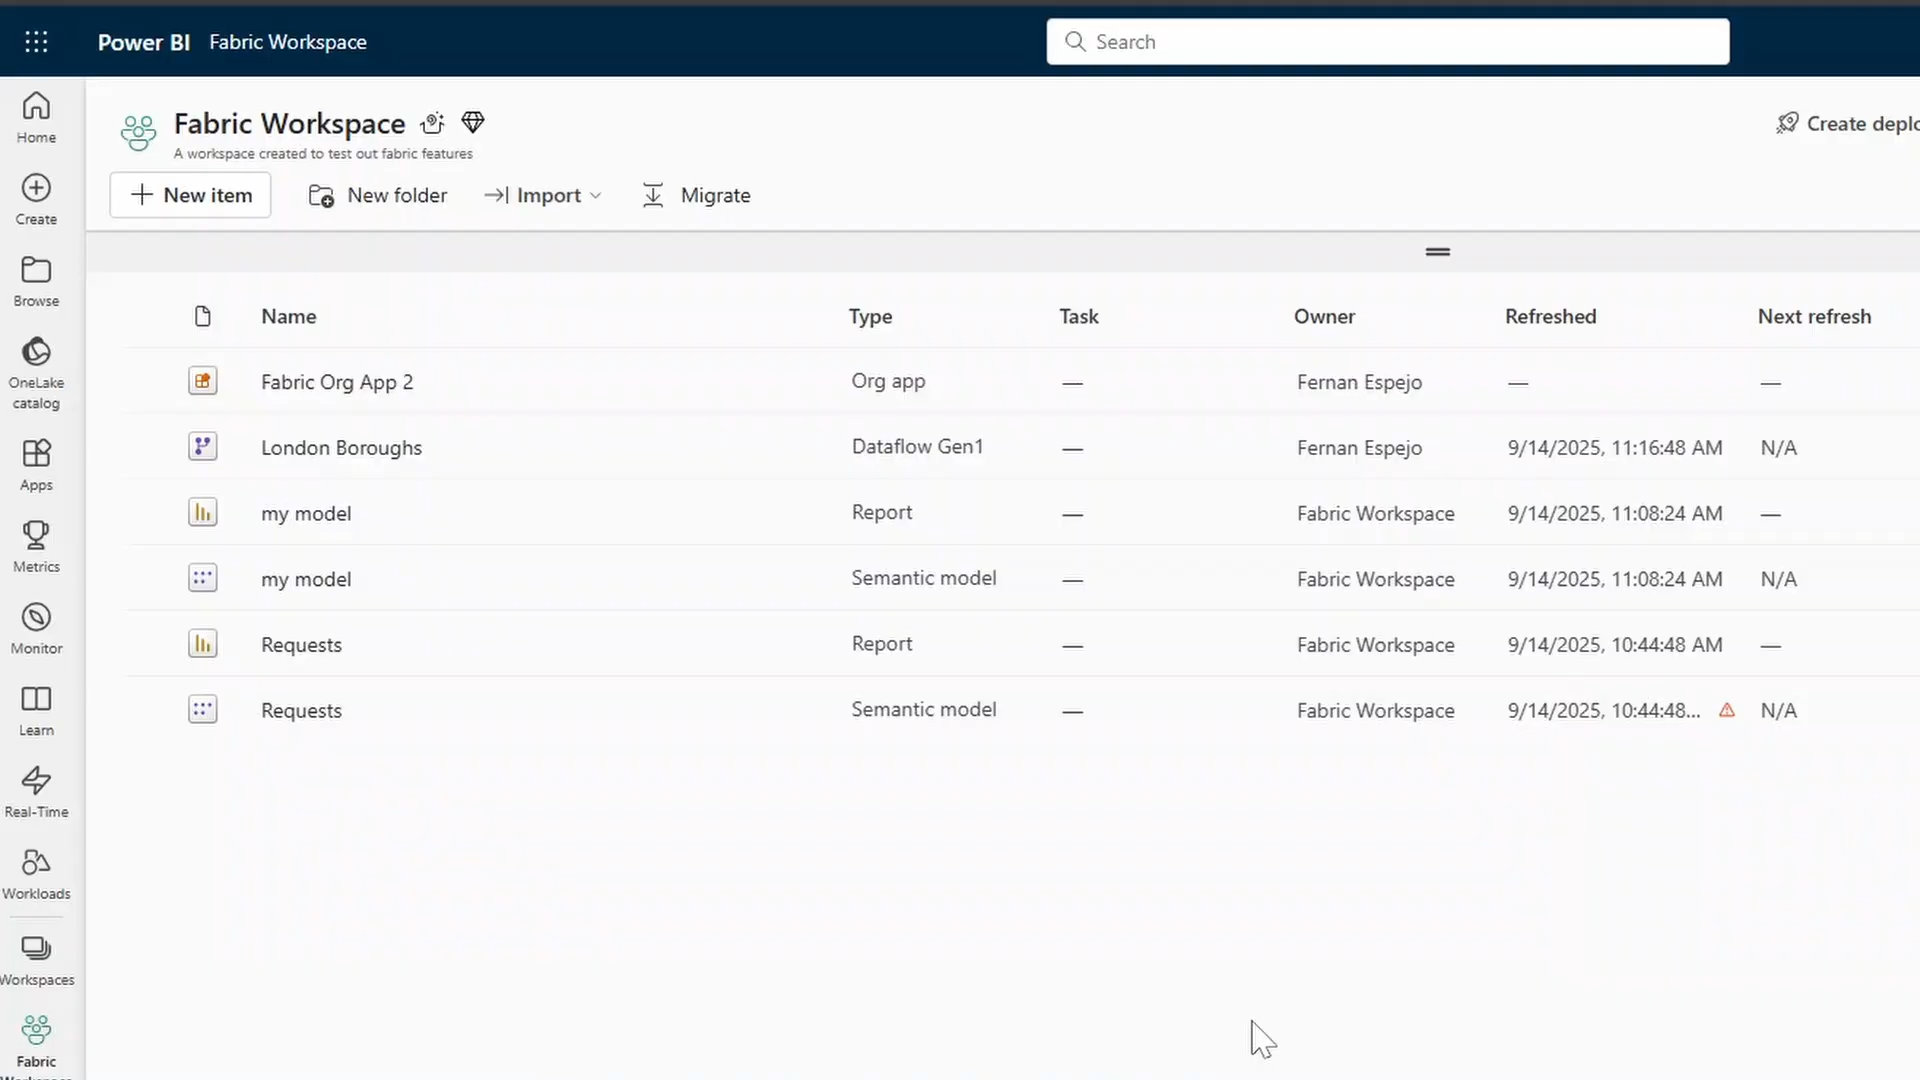 Power BI Fabric Workspace
Search
Home
Create
Browse
OneLake
catalog
Apps
Metrics
Monitor
Learn
Real-Time
Workloads
Workspaces
Fabric
Fabric Workspace
A workspace created to test out fabric features
Create deplo
New item New folder Import Migrate
Name Type Task Owner Refreshed Next refresh
Fabric Org App 2 Org app — Fernan Espejo — —
London Boroughs Dataflow Gen1 — Fernan Espejo 9/14/2025, 11:16:48 AM N/A
my model Report — Fabric Workspace 9/14/2025, 11:08:24 AM —
my model Semantic model — Fabric Workspace 9/14/2025, 11:08:24 AM N/A
Requests Report — Fabric Workspace 9/14/2025, 10:44:48 AM —
Requests Semantic model — Fabric Workspace 9/14/2025, 10:44:48... N/A